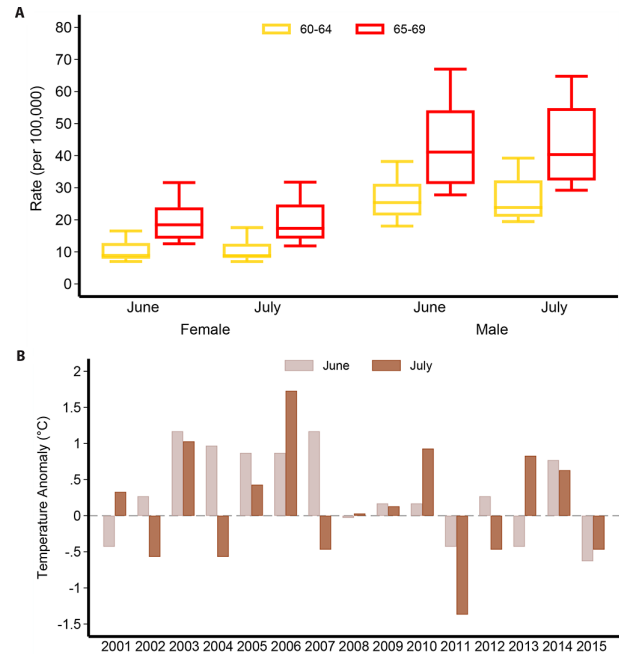 A
80
70
60
50
40
30
20
10
0
Rate (per 100,000)
60-64 65-69
June July June July
Female Male
B
2
1.5
1
.5
0
-.5
-1
-1.5
Temperature Anomaly (°C)
June July
2001 2002 2003 2004 2005 2006 2007 2008 2009 2010 2011 2012 2013 2014 2015